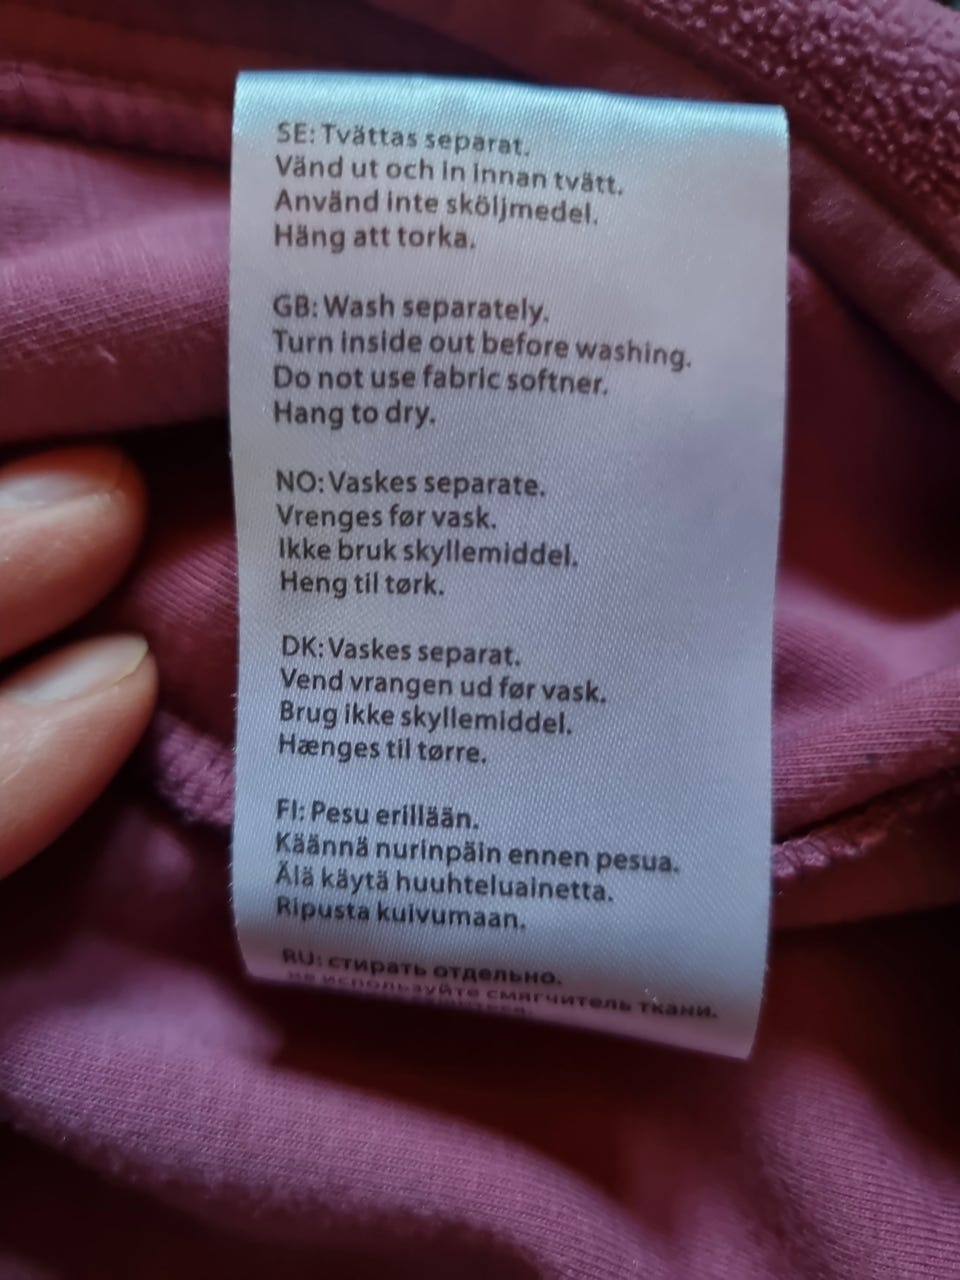 SE: Tvättas separat.
Vänd ut och in innan tvätt.
Använd inte sköljmedel.
Häng att torka.
GB: Wash separately.
Turn inside out before washing.
Do not use fabric softner.
Hang to dry.
NO: Vaskes separate.
Vrenges før vask.
Ikke bruk skyllemiddel.
Heng til tørk.
DK: Vaskes separat.
Vend vrangen ud før vask.
Brug ikke skyllemiddel.
Hænges til tørre.
FI: Pesu erillään.
Käännä nurinpäin ennen pesua.
Älä käytä huuhteluainetta.
Ripusta kuivumaan.
RU: стирать отдельно.
не используйте смягчитель ткани.